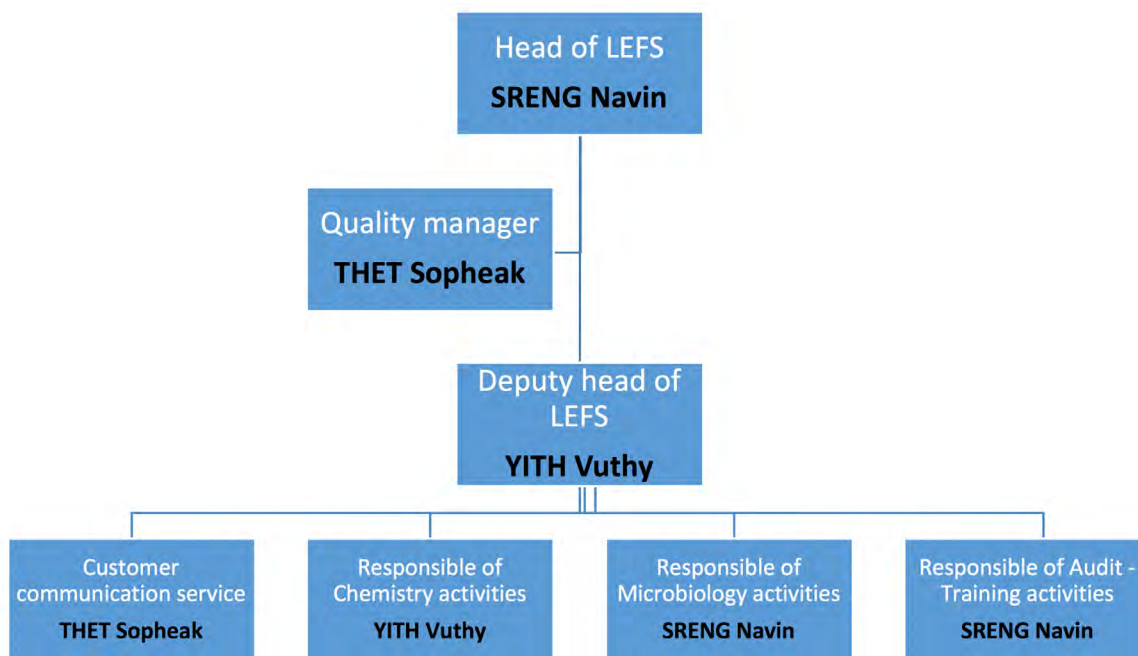 Head of LEFS
SRENG Navin
Quality manager
THET Sopheak
Deputy head of
LEFS
YITH Vuthy
Customer
communication service
THET Sopheak
Responsible of
Chemistry activities
YITH Vuthy
Responsible of
Microbiology activities
SRENG Navin
Responsible of Audit -
Training activities
SRENG Navin